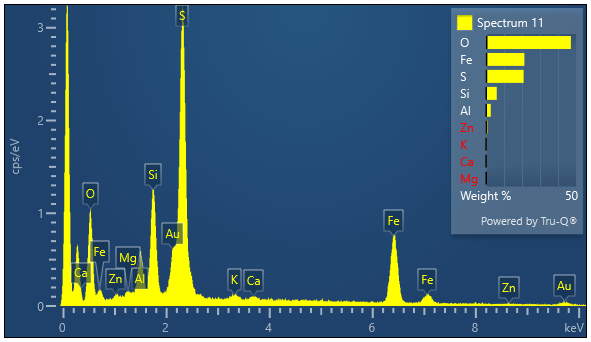 cps/eV
3
2
1
0
S
Si
O
Au
Fe
Mg
Ca
Zn
Al
K
Ca
Fe
Fe
Zn
Au
0
2
4
6
8
keV
Spectrum 11
O
Fe
S
Si
Al
Zn
K
Ca
Mg
Weight % 50
Powered by Tru-Q®